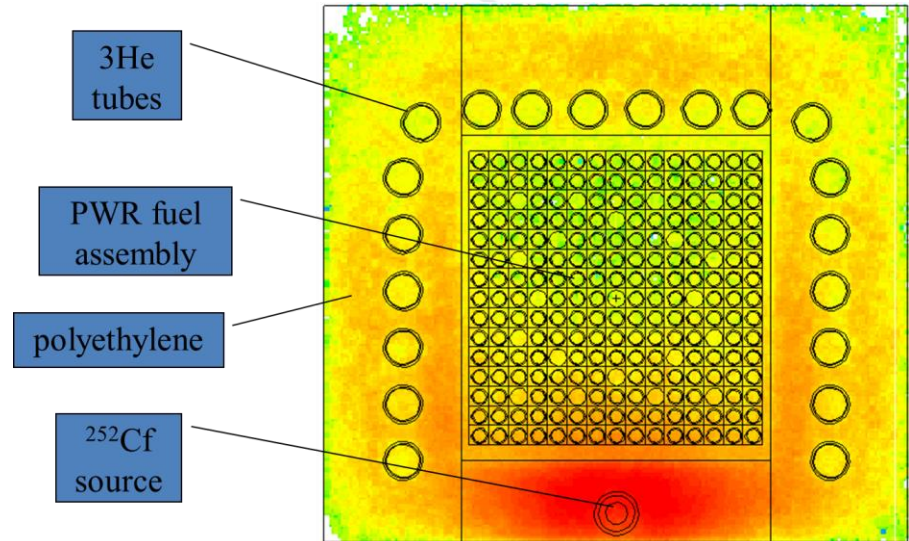 3He
tubes
PWR fuel
assembly
polyethylene
²⁵²Cf
source